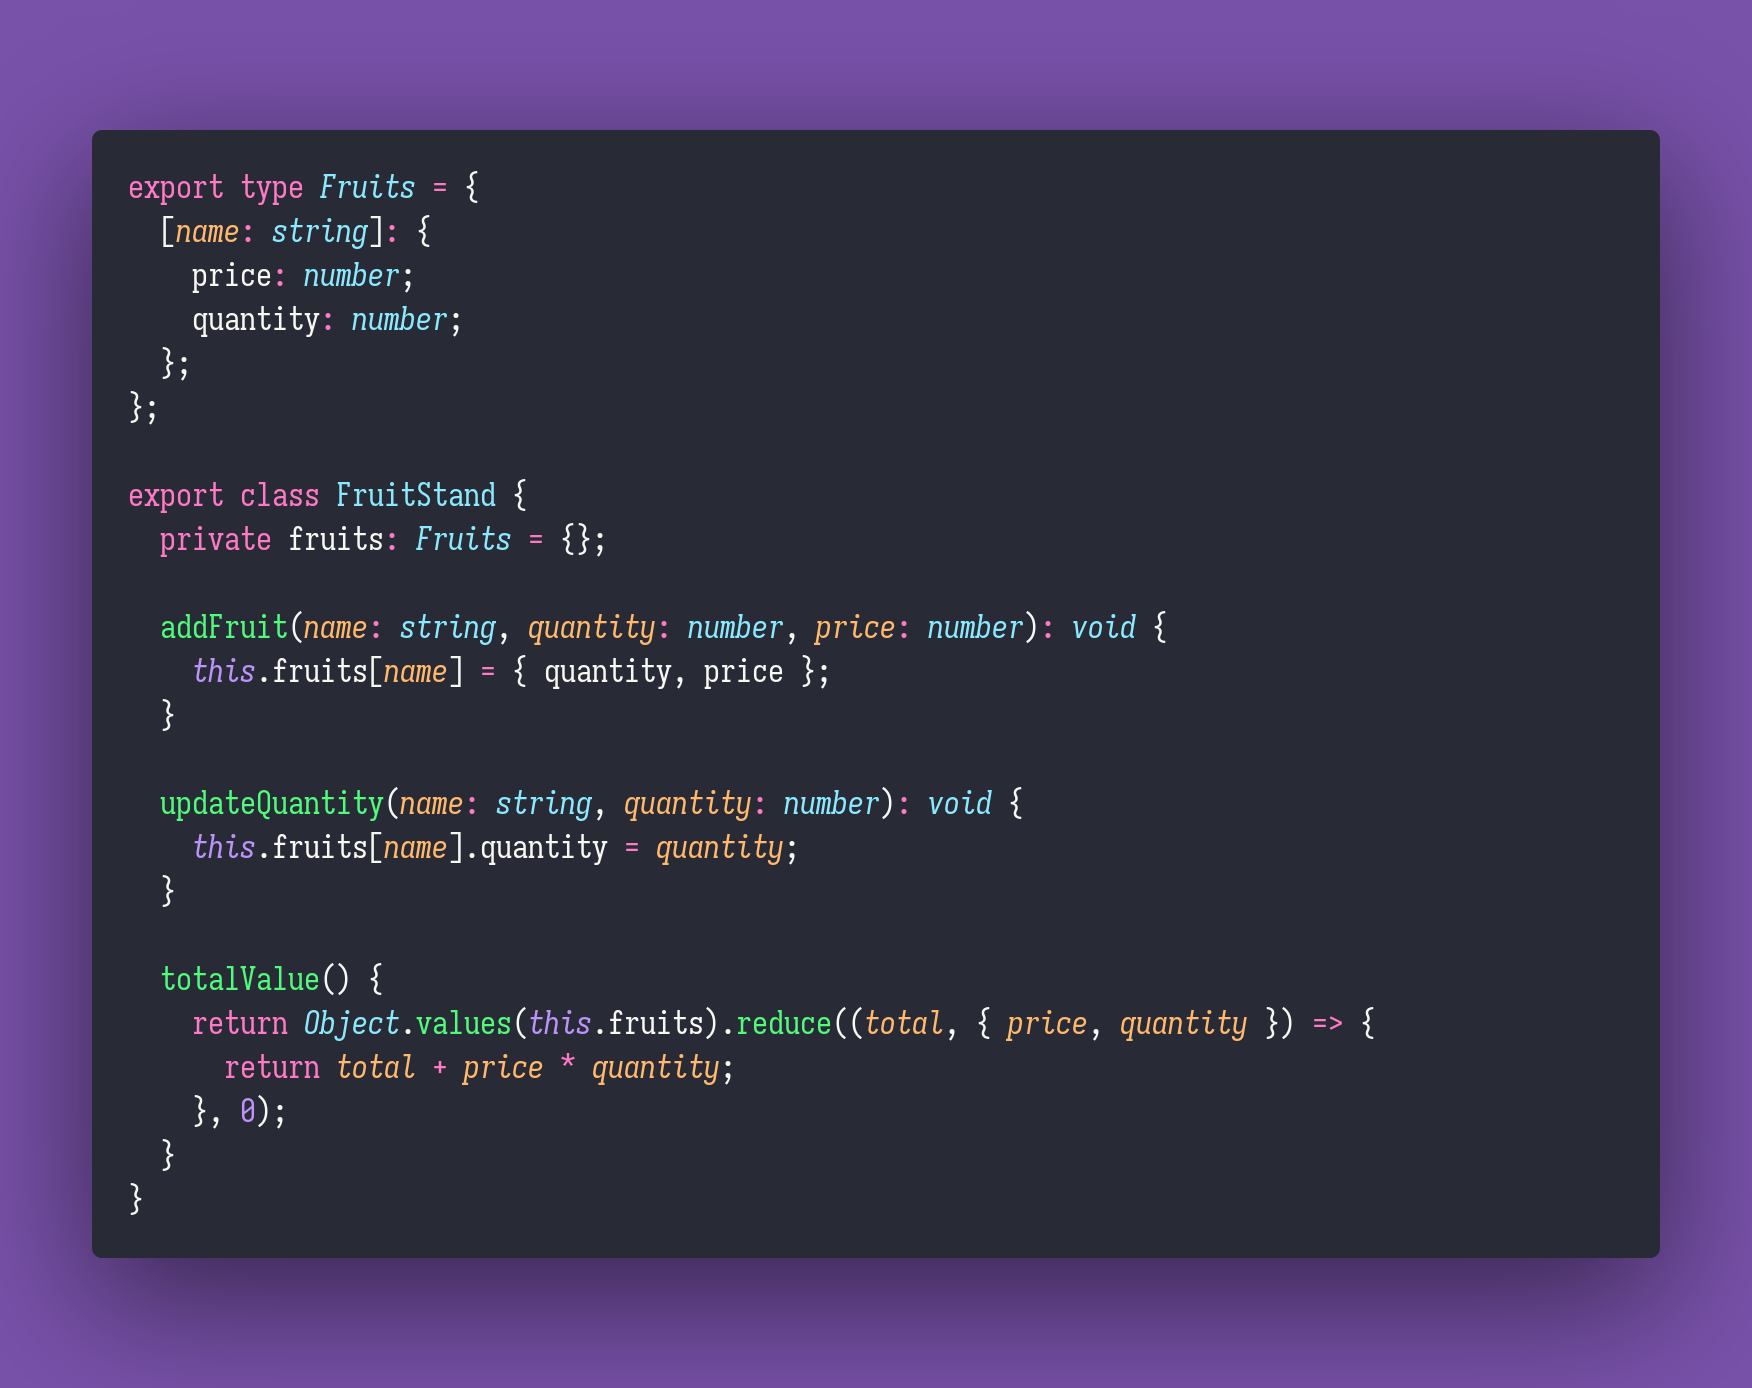 export type Fruits = {
  [name: string]: {
    price: number;
    quantity: number;
  };
};

export class FruitStand {
  private fruits: Fruits = {};

  addFruit(name: string, quantity: number, price: number): void {
    this.fruits[name] = { quantity, price };
  }

  updateQuantity(name: string, quantity: number): void {
    this.fruits[name].quantity = quantity;
  }

  totalValue() {
    return Object.values(this.fruits).reduce((total, { price, quantity }) => {
      return total + price * quantity;
    }, 0);
  }
}